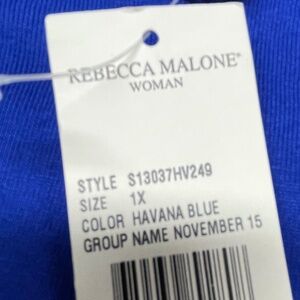 REBECCA MALONE®
WOMAN
STYLE S13037HV249
SIZE 1X
COLOR HAVANA BLUE
GROUP NAME NOVEMBER 15